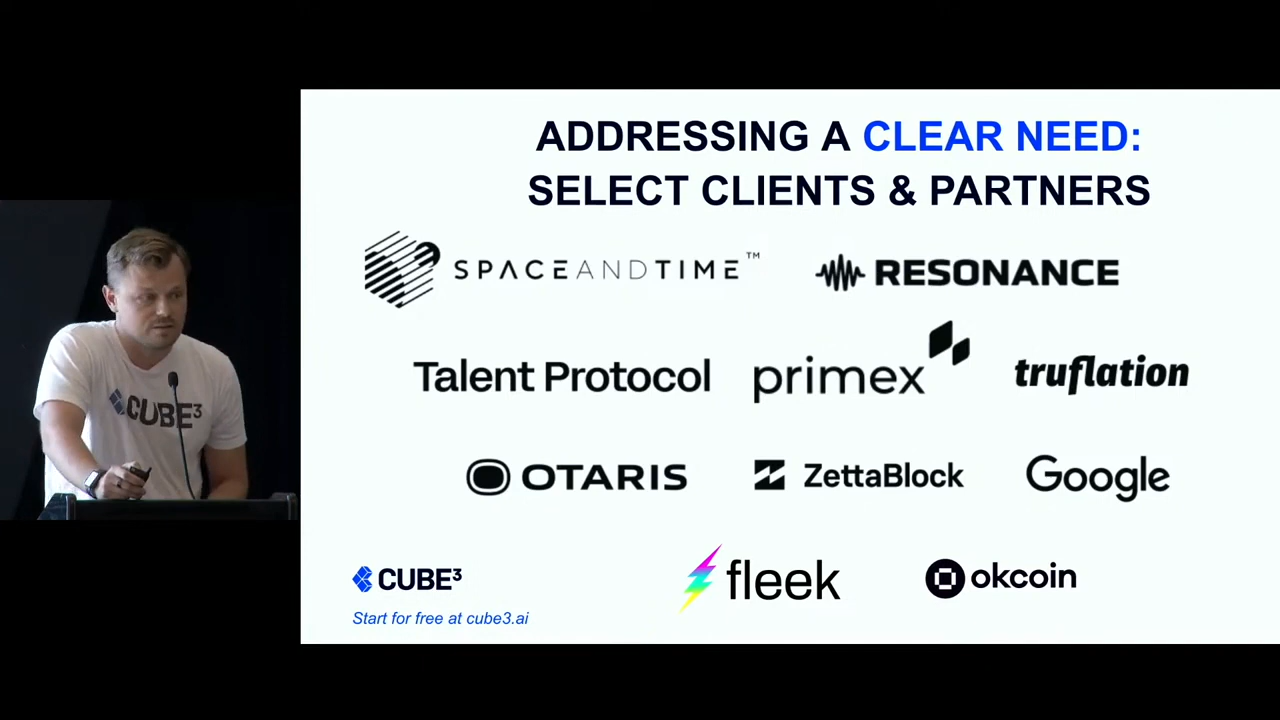 ADDRESSING A CLEAR NEED:
SELECT CLIENTS & PARTNERS
SPACEANDTIME™
RESONANCE
Talent Protocol
primex
truflation
OTARIS
ZettaBlock
Google
CUBE³
Start for free at cube3.ai
fleek
okcoin
CUBE³